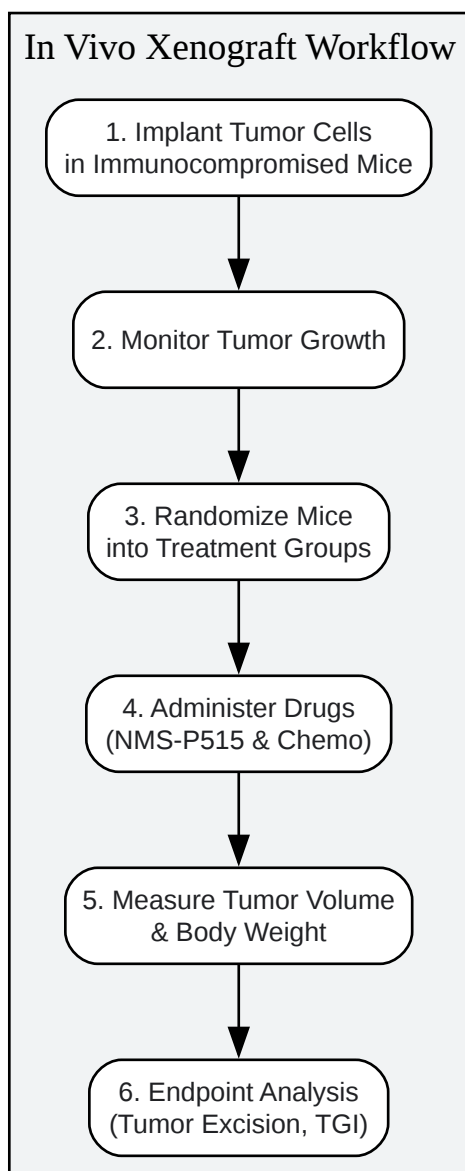 In Vivo Xenograft Workflow
1. Implant Tumor Cells
in Immunocompromised Mice
2. Monitor Tumor Growth
3. Randomize Mice
into Treatment Groups
4. Administer Drugs
(NMS-P515 & Chemo)
5. Measure Tumor Volume
& Body Weight
6. Endpoint Analysis
(Tumor Excision, TGI)